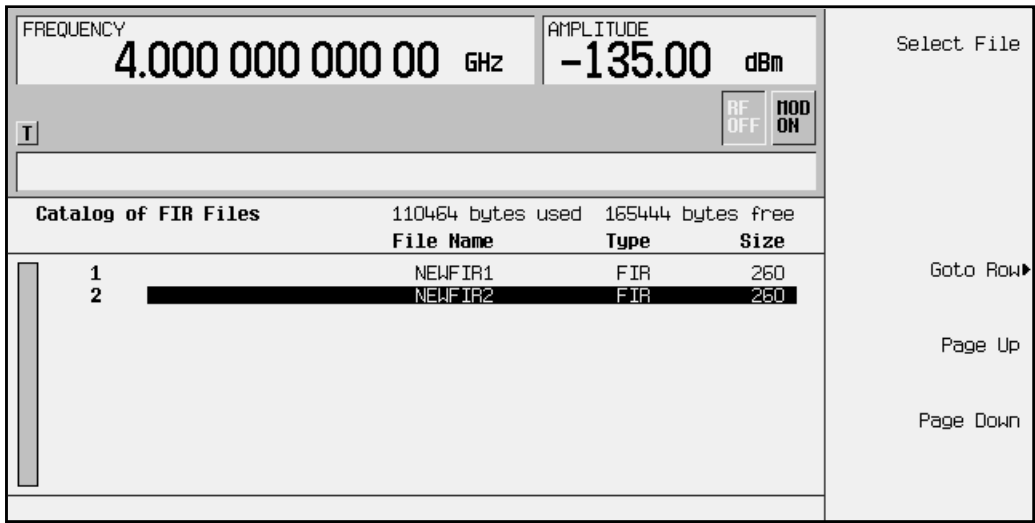 FREQUENCY
4.000 000 000 00 GHz
AMPLITUDE
-135.00 dBm
Select File
RF OFF
MOD ON
T
Catalog of FIR Files 110464 bytes used 165444 bytes free
File Name Type Size
1 NEWFIR1 FIR 260
2 NEWFIR2 FIR 260
Goto Row
Page Up
Page Down